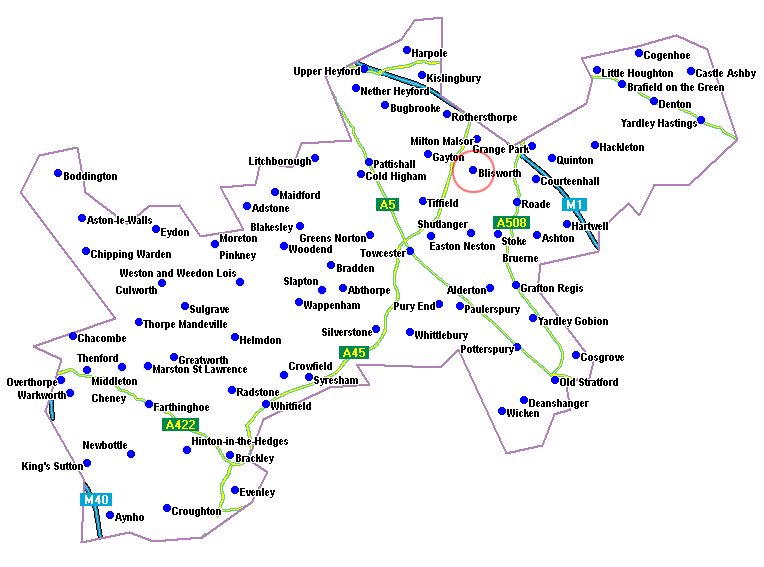 Harpole
Cogenhoe
Upper Heyford
Kislingbury
Little Houghton
Castle Ashby
Nether Heyford
Brafield on the Green
Bugbrooke
Denton
Rothersthorpe
Yardley Hastings
Milton Malsor
Grange Park
Hackleton
Litchborough
Pattishall
Gayton
Quinton
Boddington
Cold Higham
Blisworth
Courteenhall
Maidford
Adstone
A5
Tiffield
Roade
M1
Aston-le-Walls
Eydon
Blakesley
Shutlanger
A508
Hartwell
Moreton
Pinkney
Greens Norton
Easton Neston
Stoke
Bruerne
Ashton
Chipping Warden
Woodend
Towcester
Weston and Weedon Lois
Bradden
Culworth
Slapton
Abthorpe
Alderton
Grafton Regis
Sulgrave
Wappenham
Pury End
Paulerspury
Thorpe Mandeville
Yardley Gobion
Chacombe
Helmdon
Silverstone
Whittlebury
Potterspury
Thenford
Greatworth
A45
Cosgrove
Marston St Lawrence
Crowfield
Overthorpe
Middleton
Cheney
Syresham
Old Stratford
Warkworth
Radstone
Farthinghoe
Whitfield
Deanshanger
Wicken
A422
Newbottle
Hinton-in-the-Hedges
King's Sutton
Brackley
M40
Evenley
Aynho
Croughton